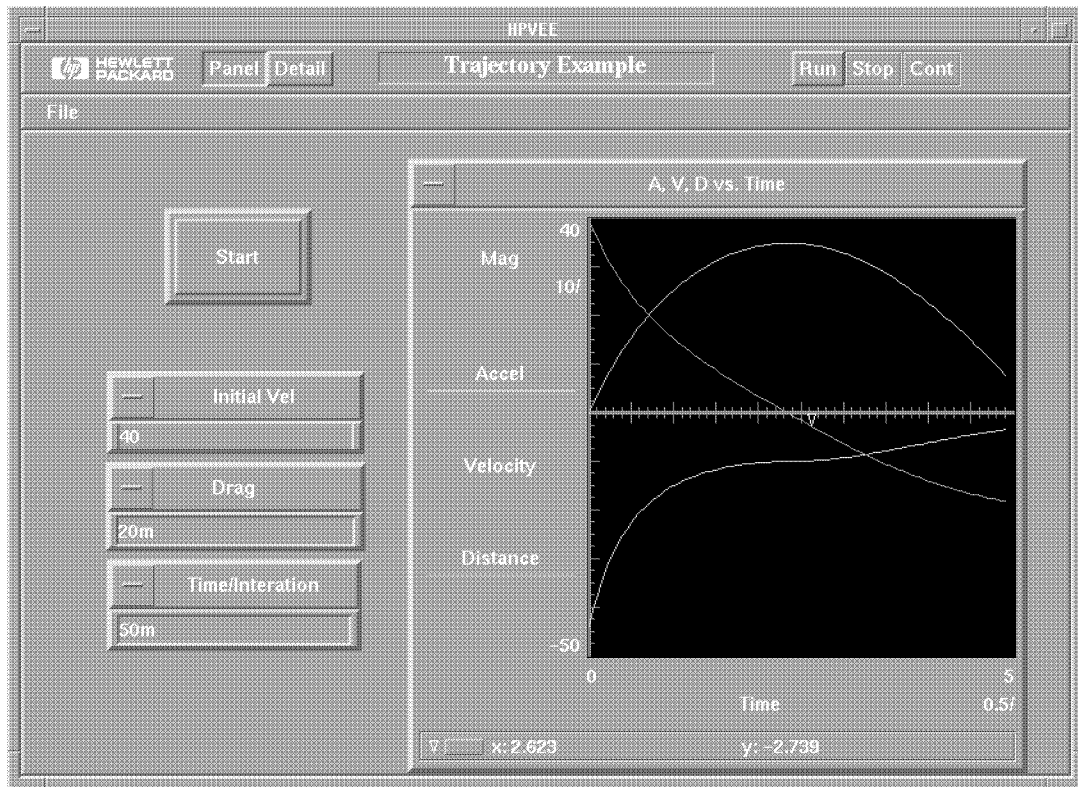 HPVEE
hp HEWLETT PACKARD Panel Detail Trajectory Example Run Stop Cont
File
Start
Initial Vel
40
Drag
20m
Time/Interation
50m
A, V, D vs. Time
40
Mag
10/
Accel
Velocity
Distance
-50
0 5
Time 0.5/
x: 2.623 y: -2.739